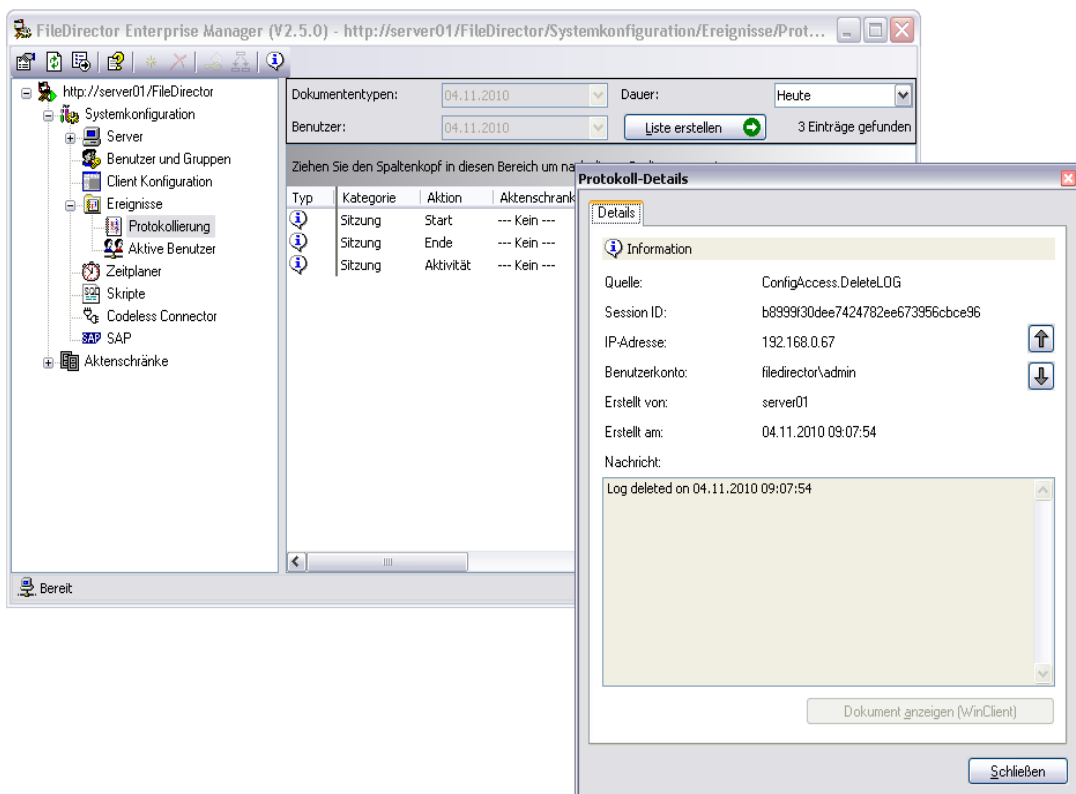 FileDirector Enterprise Manager (V2.5.0) - http://server01/FileDirector/Systemkonfiguration/Ereignisse/Prot...
http://server01/FileDirector
Systemkonfiguration
Server
Benutzer und Gruppen
Client Konfiguration
Ereignisse
Protokollierung
Aktive Benutzer
Zeitplaner
Skripte
Codeless Connector
SAP SAP
Aktenschränke
Dokumententypen: 04.11.2010 Dauer: Heute
Benutzer: 04.11.2010 Liste erstellen 3 Einträge gefunden
Ziehen Sie den Spaltenkopf in diesen Bereich um
Typ Kategorie Aktion Aktenschrank
Sitzung Start --- Kein ---
Sitzung Ende --- Kein ---
Sitzung Aktivität --- Kein ---
Bereit
Protokoll-Details
Details
Information
Quelle: ConfigAccess.DeleteLOG
Session ID: b8999f30dee7424782ee673956cbce96
IP-Adresse: 192.168.0.67
Benutzerkonto: filedirector\admin
Erstellt von: server01
Erstellt am: 04.11.2010 09:07:54
Nachricht:
Log deleted on 04.11.2010 09:07:54
Dokument anzeigen (WinClient)
Schließen